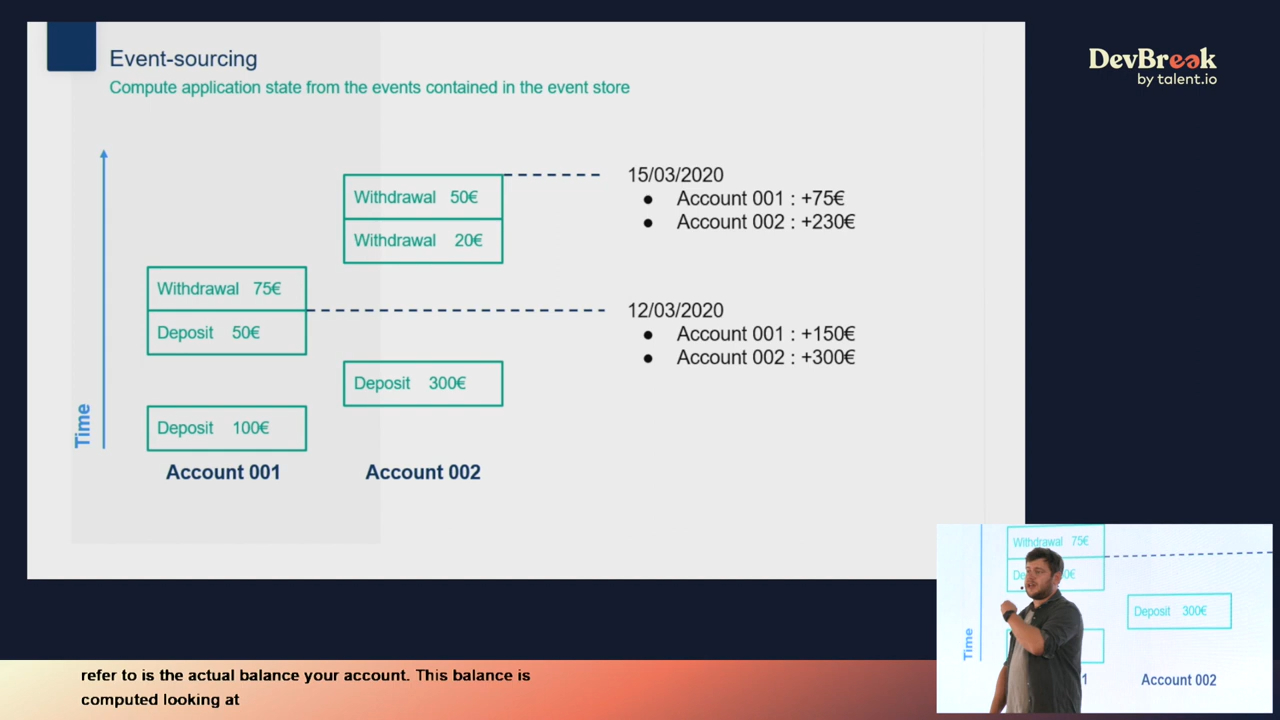 Event-sourcing
Compute application state from the events contained in the event store
DevBreak
by talent.io
Withdrawal 50€
Withdrawal 20€
15/03/2020
● Account 001 : +75€
● Account 002 : +230€
Withdrawal 75€
Deposit 50€
12/03/2020
● Account 001 : +150€
● Account 002 : +300€
Deposit 300€
Deposit 100€
Time
Account 001
Account 002
Withdrawal 75€
Deposit 300€
Time
Account 002
refer to is the actual balance your account. This balance is
computed looking at